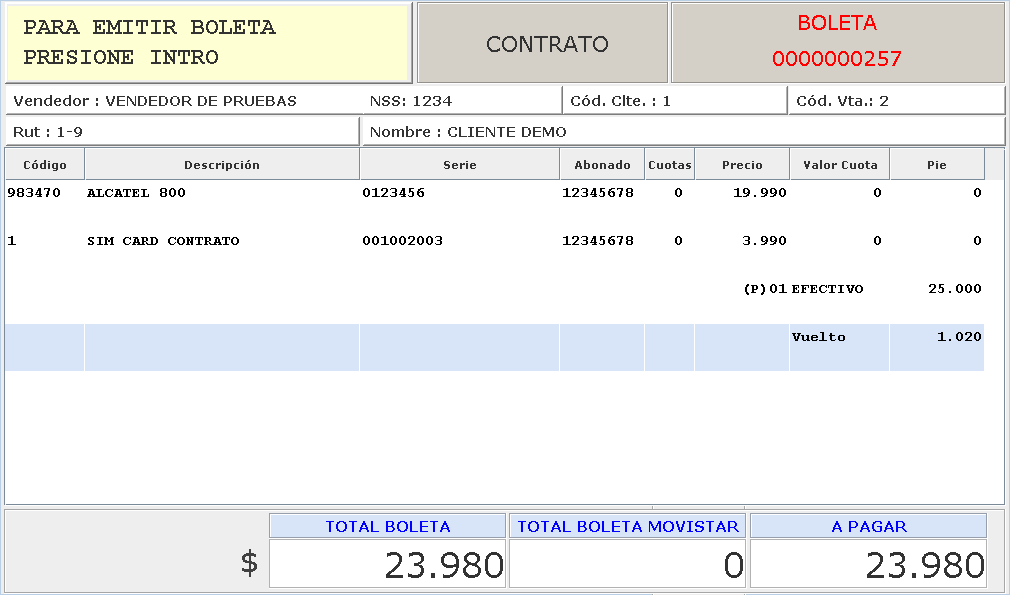 PARA EMITIR BOLETA
PRESIONE INTRO
CONTRATO
BOLETA
0000000257
Vendedor : VENDEDOR DE PRUEBAS NSS: 1234 Cód. Clte. : 1 Cód. Vta.: 2
Rut : 1-9 Nombre : CLIENTE DEMO
Código Descripción Serie Abonado Cuotas Precio Valor Cuota Pie
983470 ALCATEL 800 0123456 12345678 0 19.990 0 0
1 SIM CARD CONTRATO 001002003 12345678 0 3.990 0 0
(P)01 EFECTIVO 25.000
Vuelto 1.020
TOTAL BOLETA TOTAL BOLETA MOVISTAR A PAGAR
$ 23.980 0 23.980